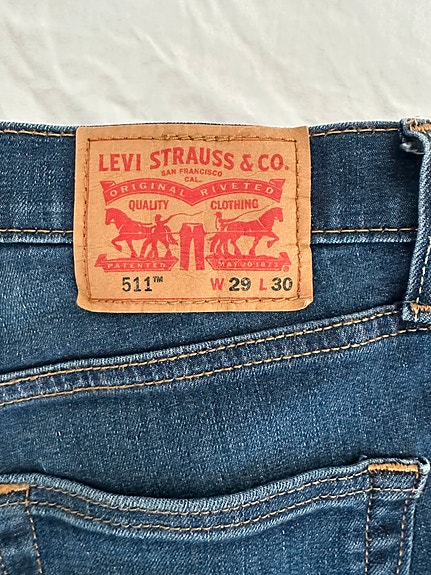 LEVI STRAUSS & CO.
SAN FRANCISCO
CAL.
ORIGINAL RIVETED
QUALITY CLOTHING
PATENTED MAY 20 1873
511™ W 29 L 30